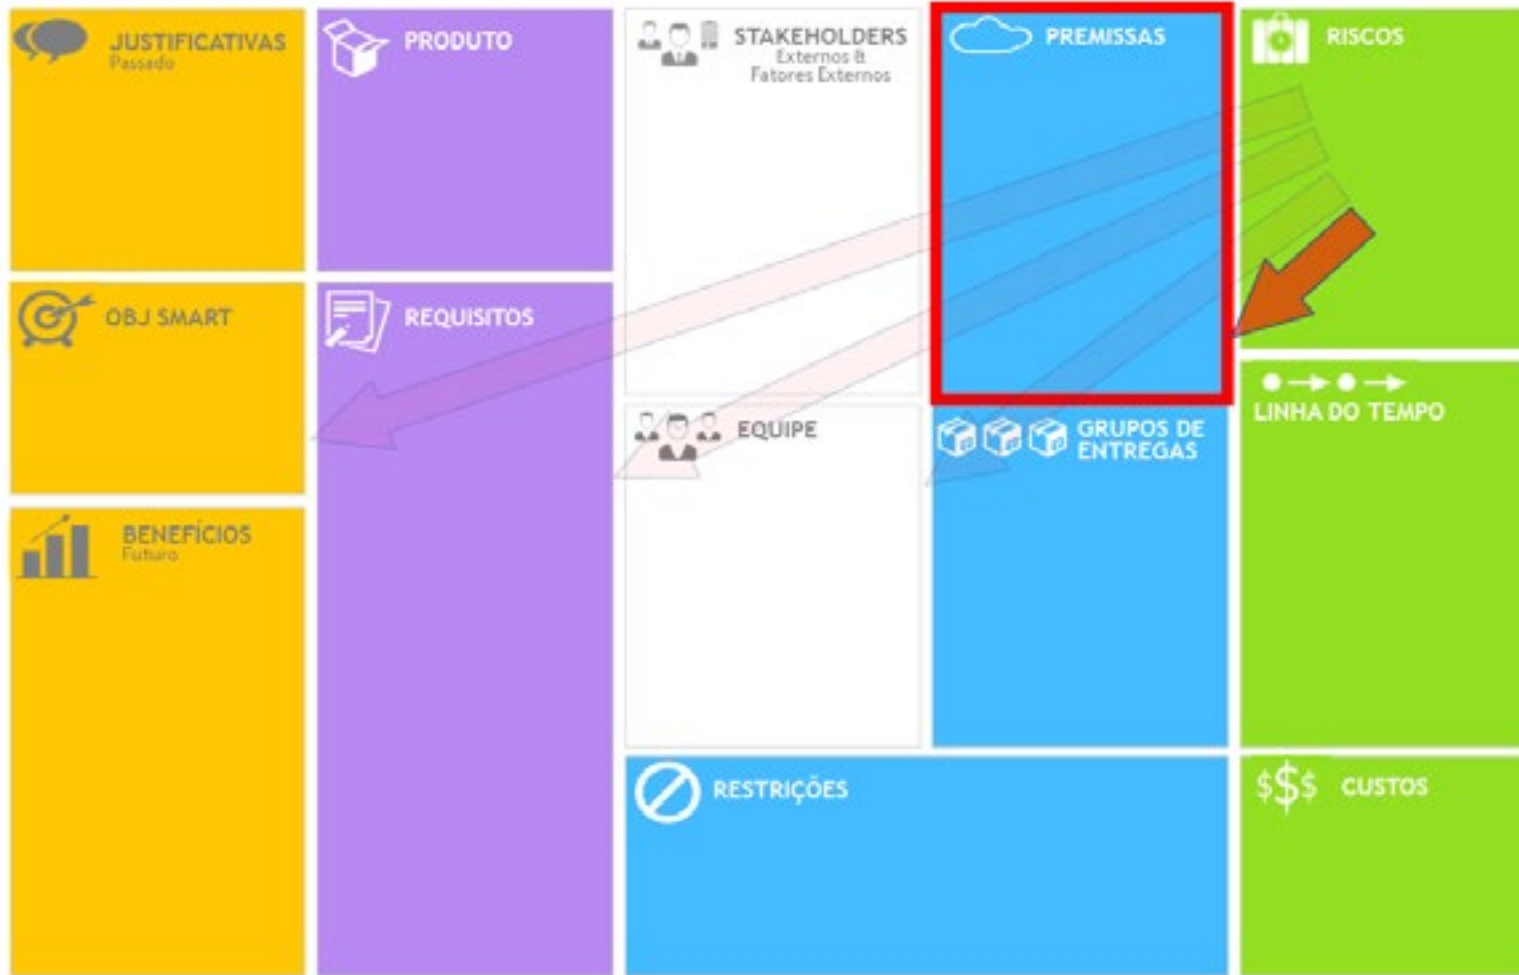 JUSTIFICATIVAS
Passado
OBJ SMART
BENEFÍCIOS
Futuro
PRODUTO
REQUISITOS
STAKEHOLDERS
Externos &
Fatores Externos
EQUIPE
PREMISSAS
GRUPOS DE
ENTREGAS
RESTRIÇÕES
RISCOS
LINHA DO TEMPO
$$$ CUSTOS